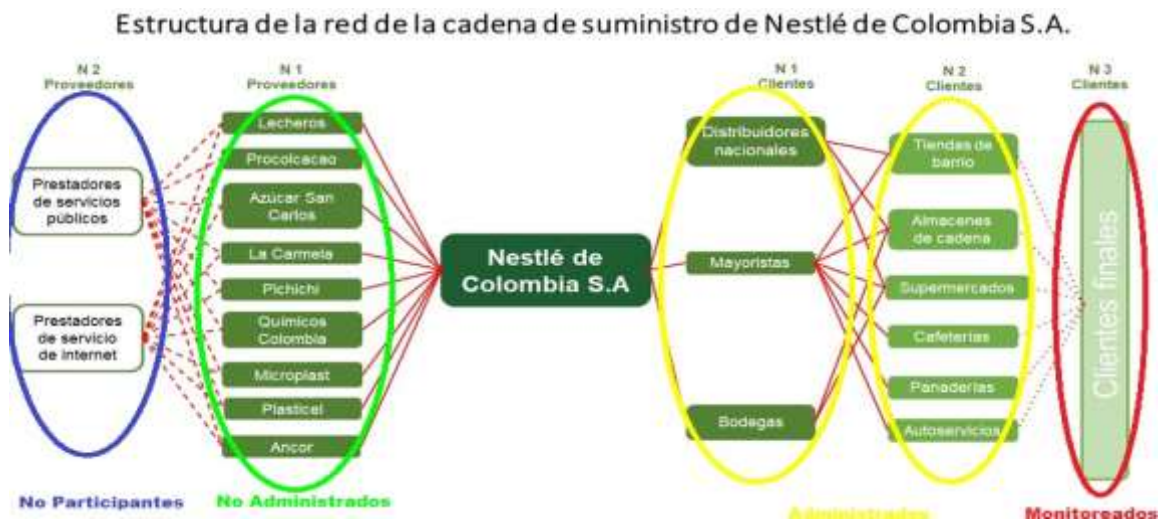 Estructura de la red de la cadena de suministro de Nestlé de Colombia S.A.
N 2
Proveedores
N 1
Proveedores
N 1
Clientes
N 2
Clientes
N 3
Clientes
Prestadores
de servicios
públicos
Prestadores
de servicio
de internet
Lecheros
Procolcacao
Azúcar San
Carlos
La Carmela
Pichichi
Químicos
Colombia
Microplast
Plasticel
Ancor
Nestlé de
Colombia S.A
Distribuidores
nacionales
Mayoristas
Bodegas
Tiendas de
barrio
Almacenes
de cadena
Supermercados
Cafeterías
Panaderías
Autoservicios
Clientes finales
No Participantes
No Administrados
Administrados
Monitoreados